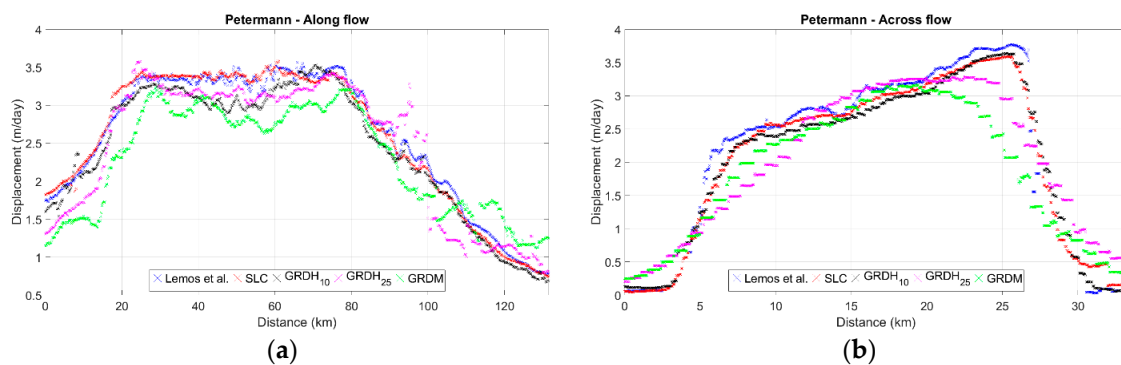 Petermann - Along flow
4
3.5
3
2.5
2
1.5
1
0.5
Displacement (m/day)
0 20 40 60 80 100 120
Distance (km)
Lemos et al. SLC GRDH10 GRDH25 GRDM
(a)
Petermann - Across flow
4
3.5
3
2.5
2
1.5
1
0.5
0
Displacement (m/day)
0 5 10 15 20 25 30
Distance (km)
Lemos et al. SLC GRDH10 GRDH25 GRDM
(b)